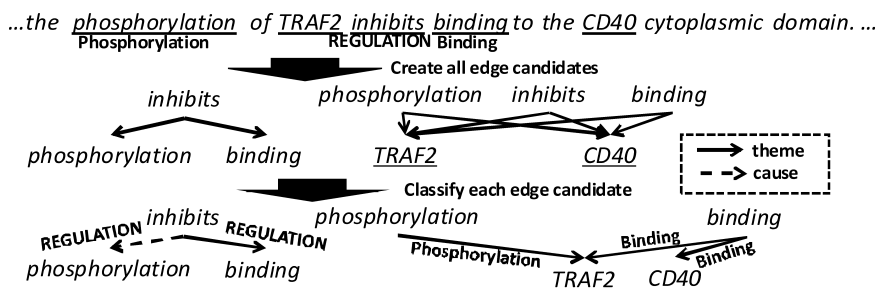 ...the phosphorylation of TRAF2 inhibits binding to the CD40 cytoplasmic domain. ...
Phosphorylation REGULATION Binding
Create all edge candidates
inhibits phosphorylation inhibits binding
phosphorylation binding TRAF2 CD40
theme
cause
Classify each edge candidate
inhibits phosphorylation binding
REGULATION REGULATION Phosphorylation Binding Binding
phosphorylation binding TRAF2 CD40